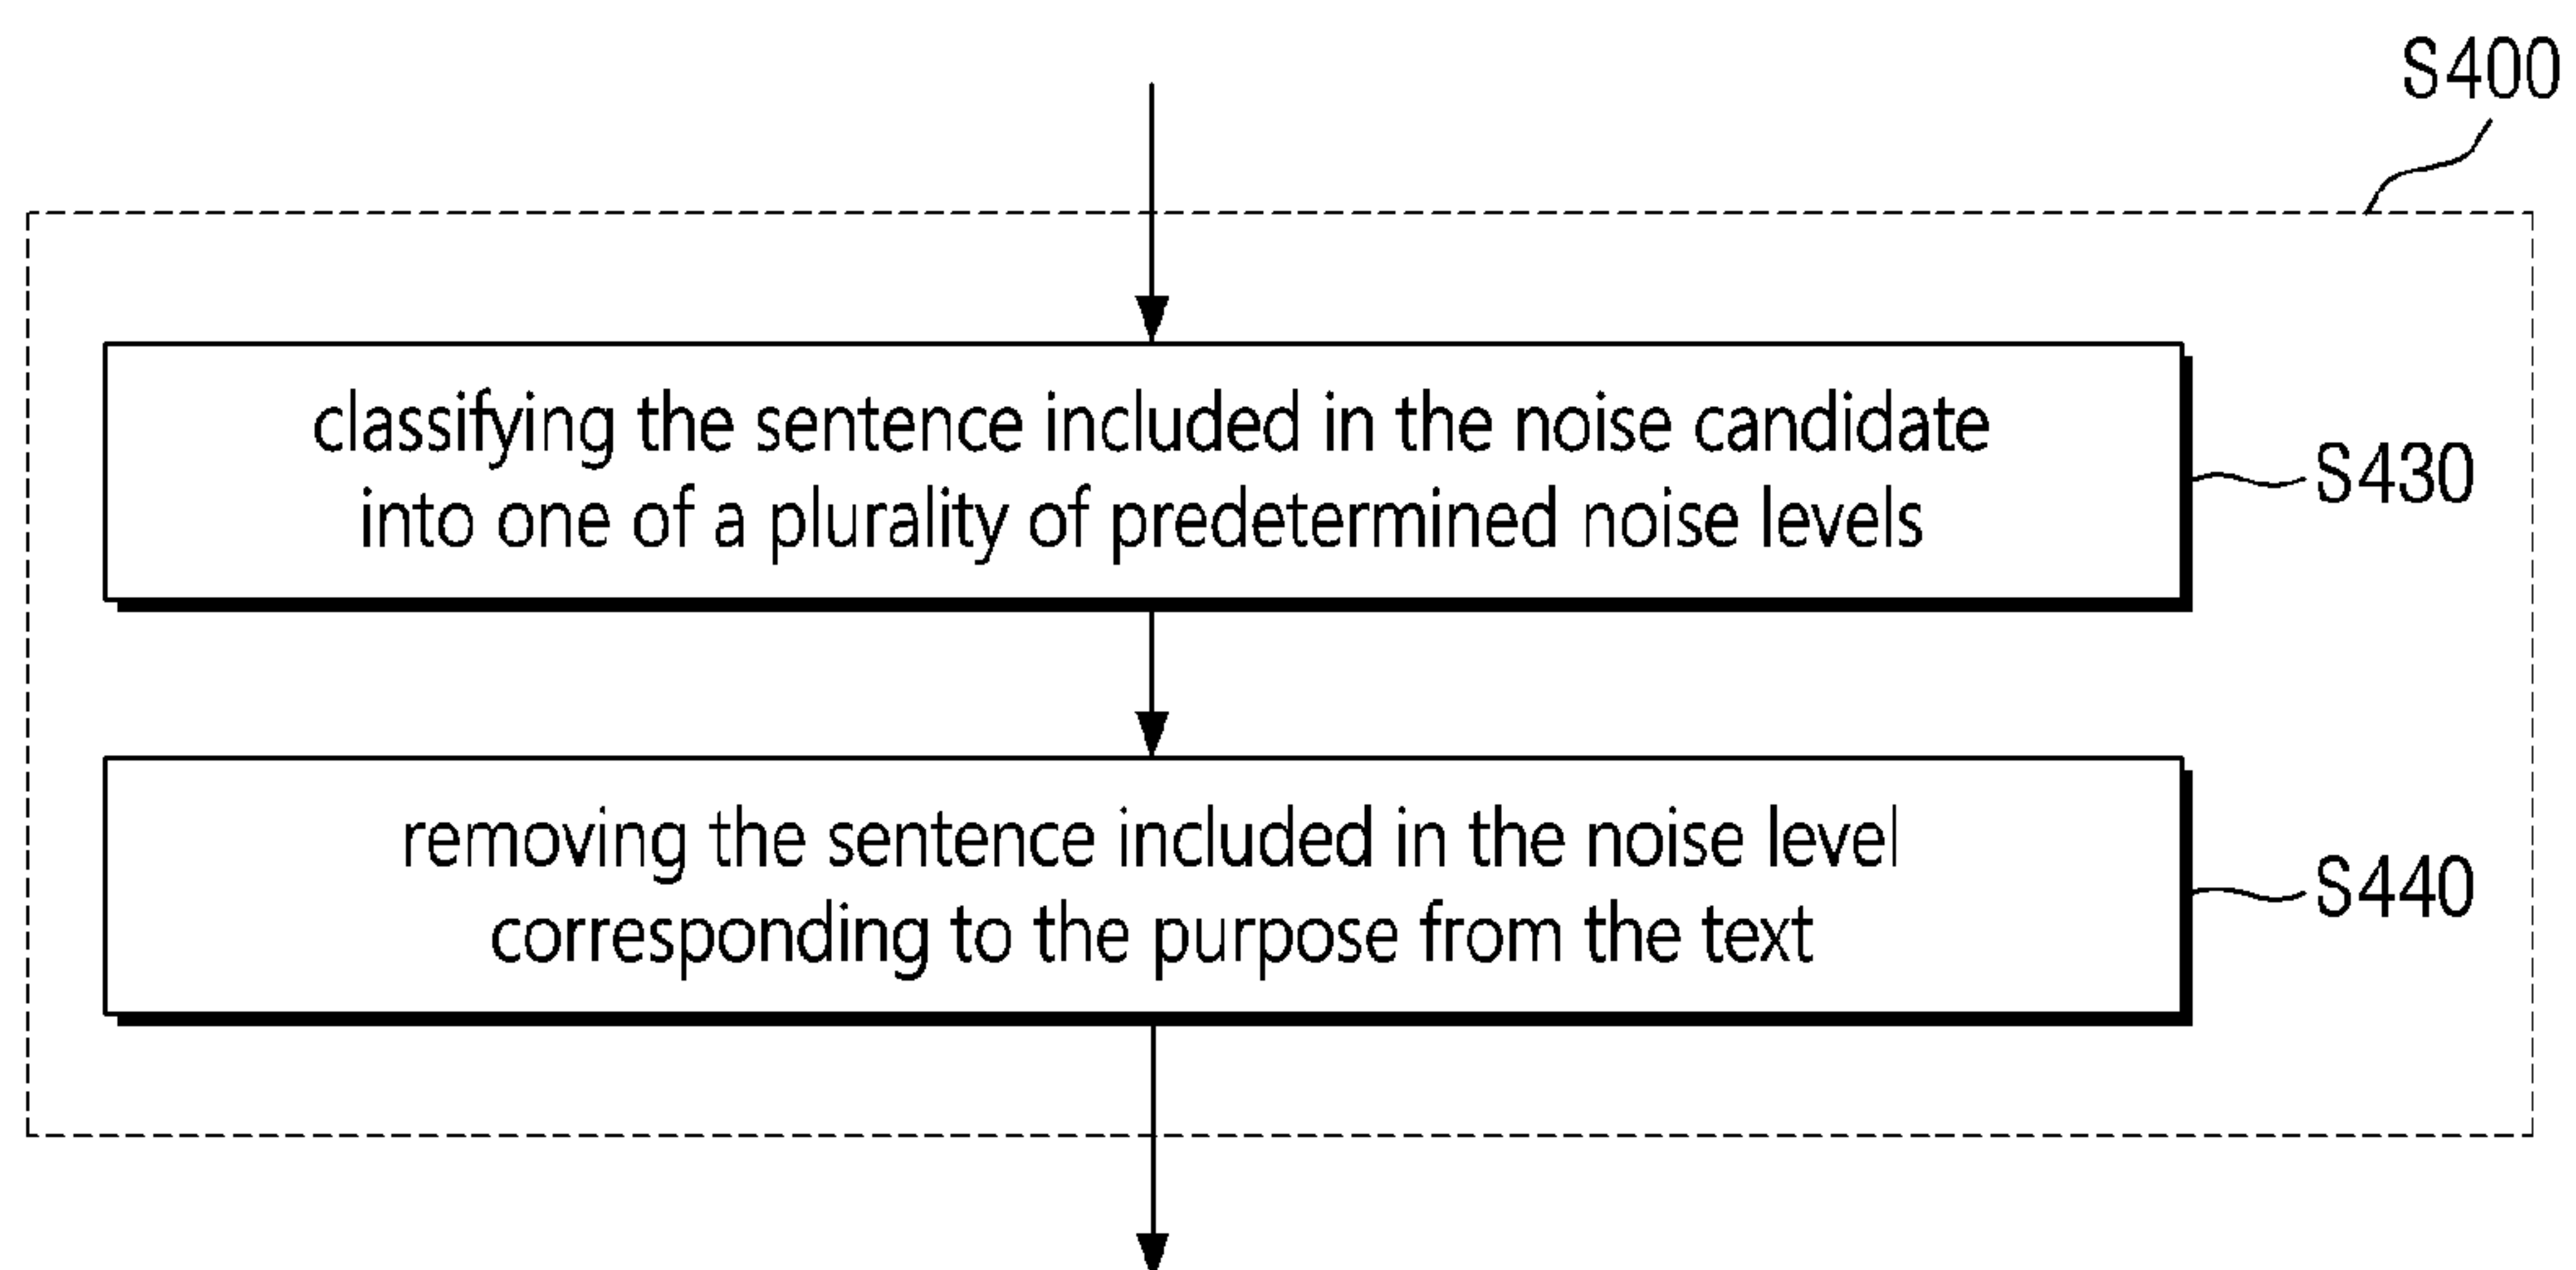 S400
classifying the sentence included in the noise candidate
into one of a plurality of predetermined noise levels
S430
removing the sentence included in the noise level
corresponding to the purpose from the text
S440